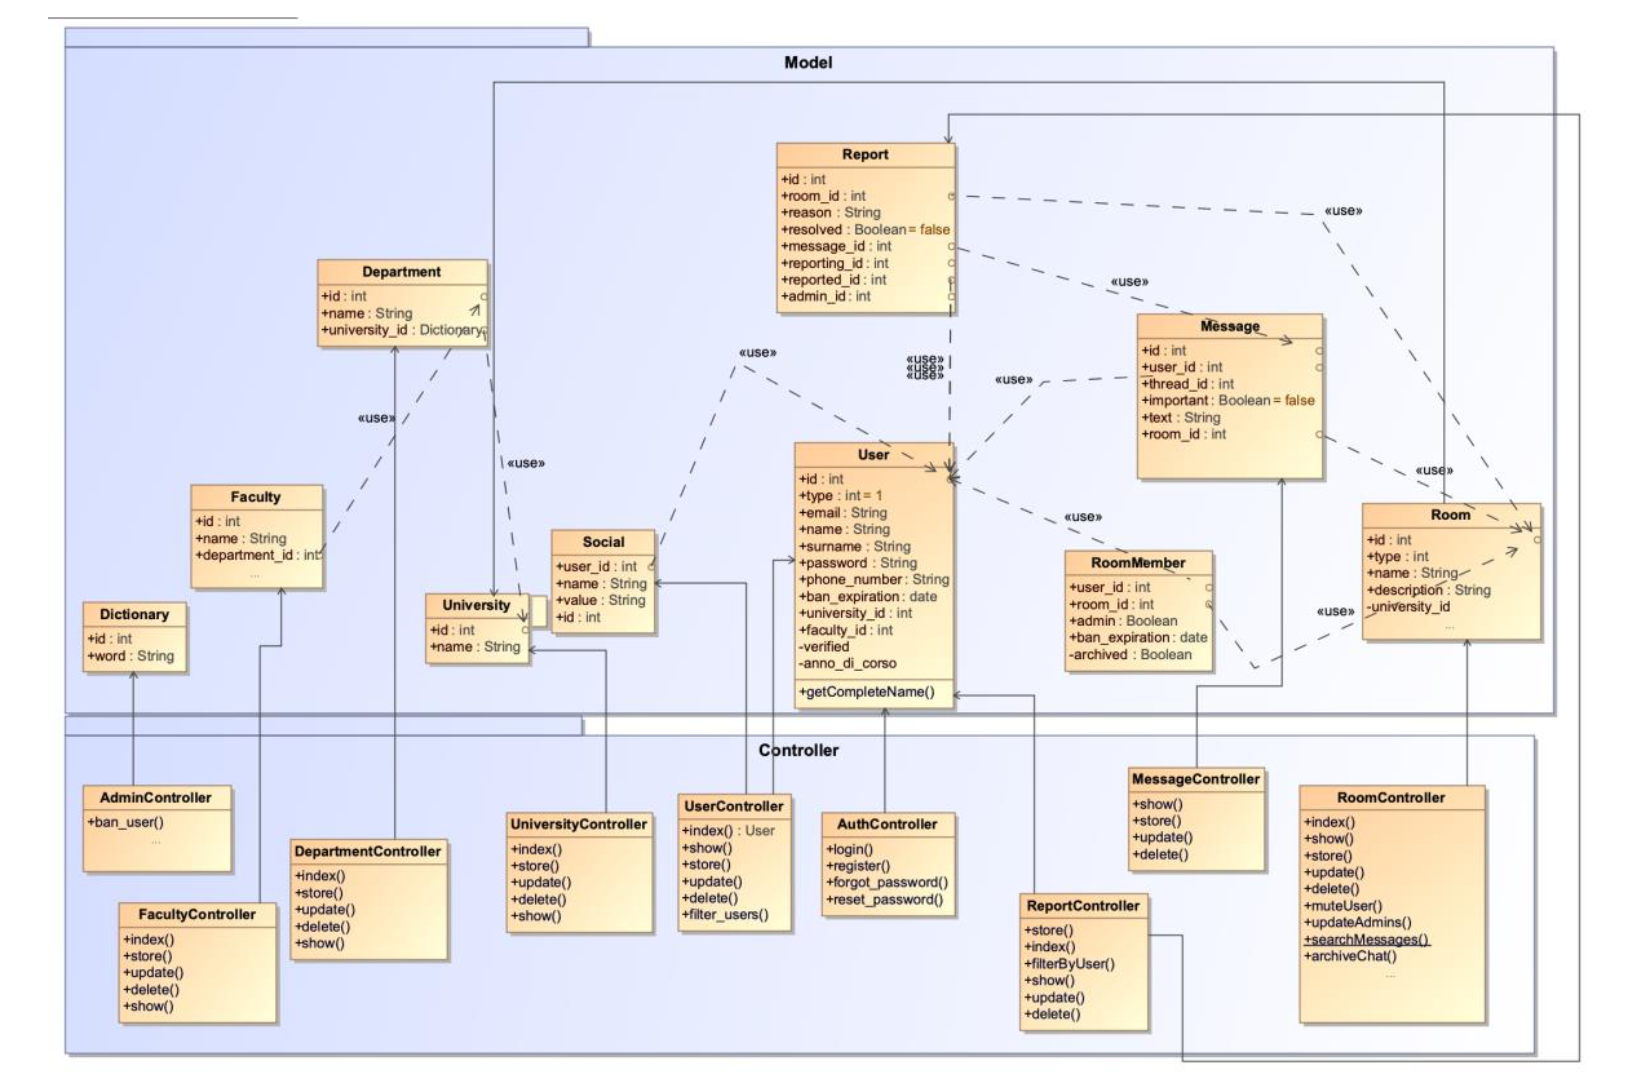 Model
Report
+id : int
+room_id : int
+reason : String
+resolved : Boolean = false
+message_id : int
+reporting_id : int
+reported_id : int
+admin_id : int
«use»
«use»
Department
+id : int
+name : String
+university_id : Dictionary
Message
+id : int
+user_id : int
+thread_id : int
+important : Boolean = false
+text : String
+room_id : int
«use»
«use»
«use»
«use»
«use»
«use»
«use»
«use»
User
+id : int
+type : int = 1
+email : String
+name : String
+surname : String
+password : String
+phone_number : String
+ban_expiration : date
+university_id : int
+faculty_id : int
-verified
-anno_di_corso
+getCompleteName()
Faculty
+id : int
+name : String
+department_id : int
...
«use»
Room
+id : int
+type : int
+name : String
+description : String
-university_id
...
Social
+user_id : int
+name : String
+value : String
+id : int
«use»
RoomMember
+user_id : int
+room_id : int
+admin : Boolean
+ban_expiration : date
-archived : Boolean
«use»
University
+id : int
+name : String
Dictionary
+id : int
+word : String
Controller
AdminController
+ban_user()
...
FacultyController
+index()
+store()
+update()
+delete()
+show()
DepartmentController
+index()
+store()
+update()
+delete()
+show()
UniversityController
+index()
+store()
+update()
+delete()
+show()
UserController
+index() : User
+show()
+store()
+update()
+delete()
+filter_users()
AuthController
+login()
+register()
+forgot_password()
+reset_password()
ReportController
+store()
+index()
+filterByUser()
+show()
+update()
+delete()
MessageController
+show()
+store()
+update()
+delete()
RoomController
+index()
+show()
+store()
+update()
+delete()
+muteUser()
+updateAdmins()
+searchMessages()
+archiveChat()
...